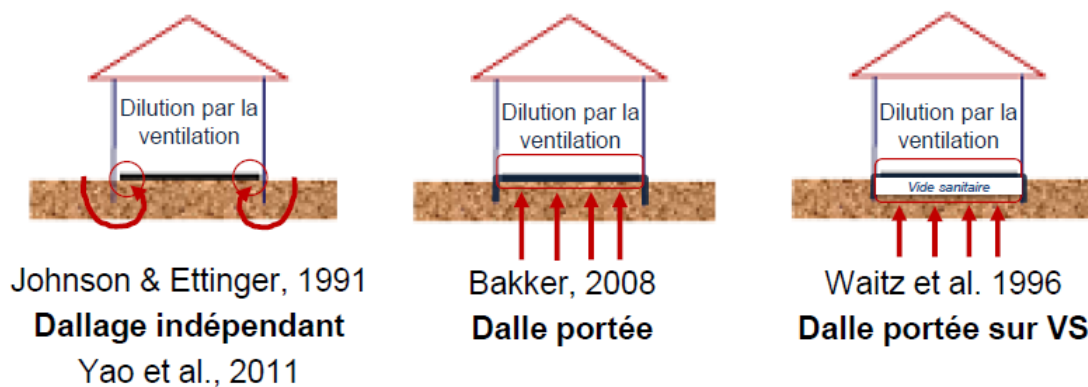 Dilution par la
ventilation
Johnson & Ettinger, 1991
Dallage indépendant
Yao et al., 2011
Dilution par la
ventilation
Bakker, 2008
Dalle portée
Dilution par la
ventilation
Vide sanitaire
Waitz et al. 1996
Dalle portée sur VS